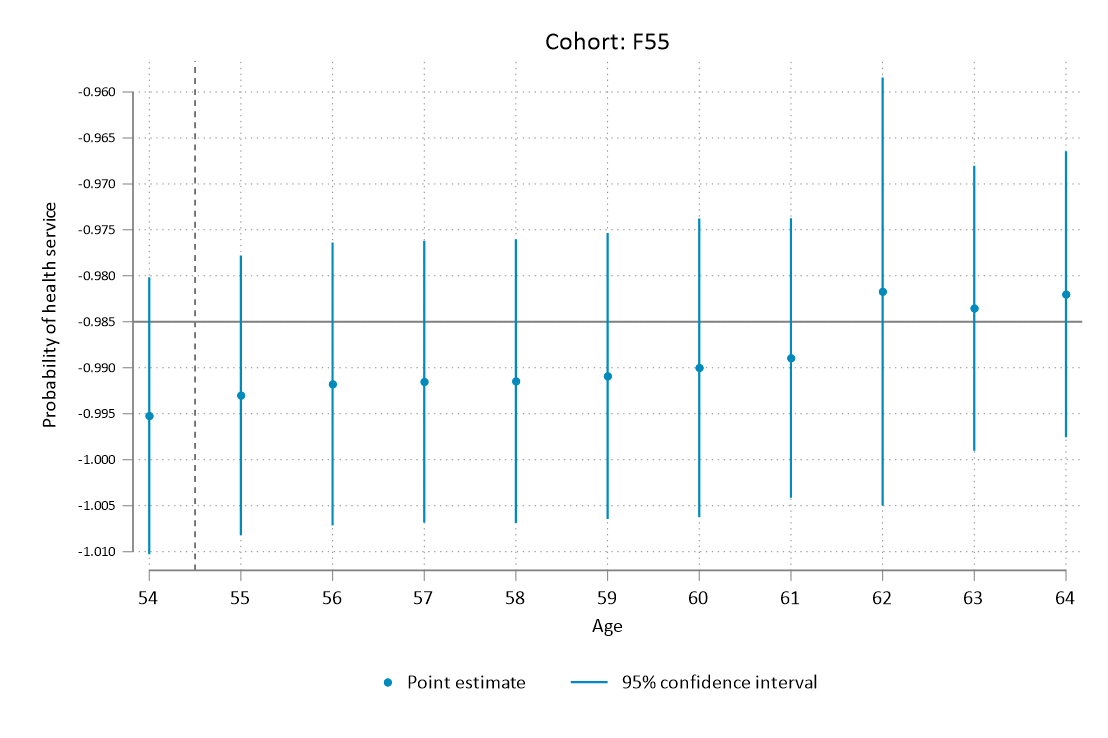 Cohort: F55
Probability of health service
-0.960
-0.965
-0.970
-0.975
-0.980
-0.985
-0.990
-0.995
-1.000
-1.005
-1.010
54 55 56 57 58 59 60 61 62 63 64
Age
Point estimate 95% confidence interval